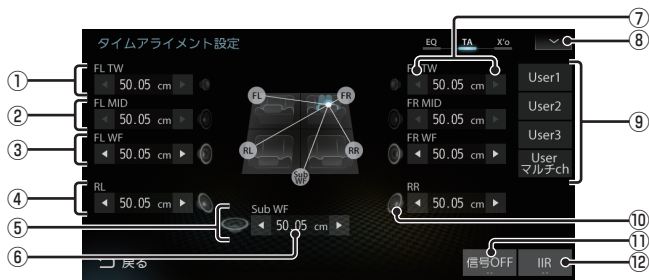 ⑦
タイムアライメント設定
EQ TA X'o
⑧
①
FL TW
50.05 cm
FR TW
50.05 cm
User1
②
FL MID
50.05 cm
FL
FR
FR MID
50.05 cm
User2
⑨
③
FL WF
50.05 cm
RL
RR
FR WF
50.05 cm
User3
User
マルチch
Sub
WF
④
RL
50.05 cm
RR
50.05 cm
⑩
⑤
Sub WF
50.05 cm
⑥
戻る
信号OFF
IIR
⑪
⑫